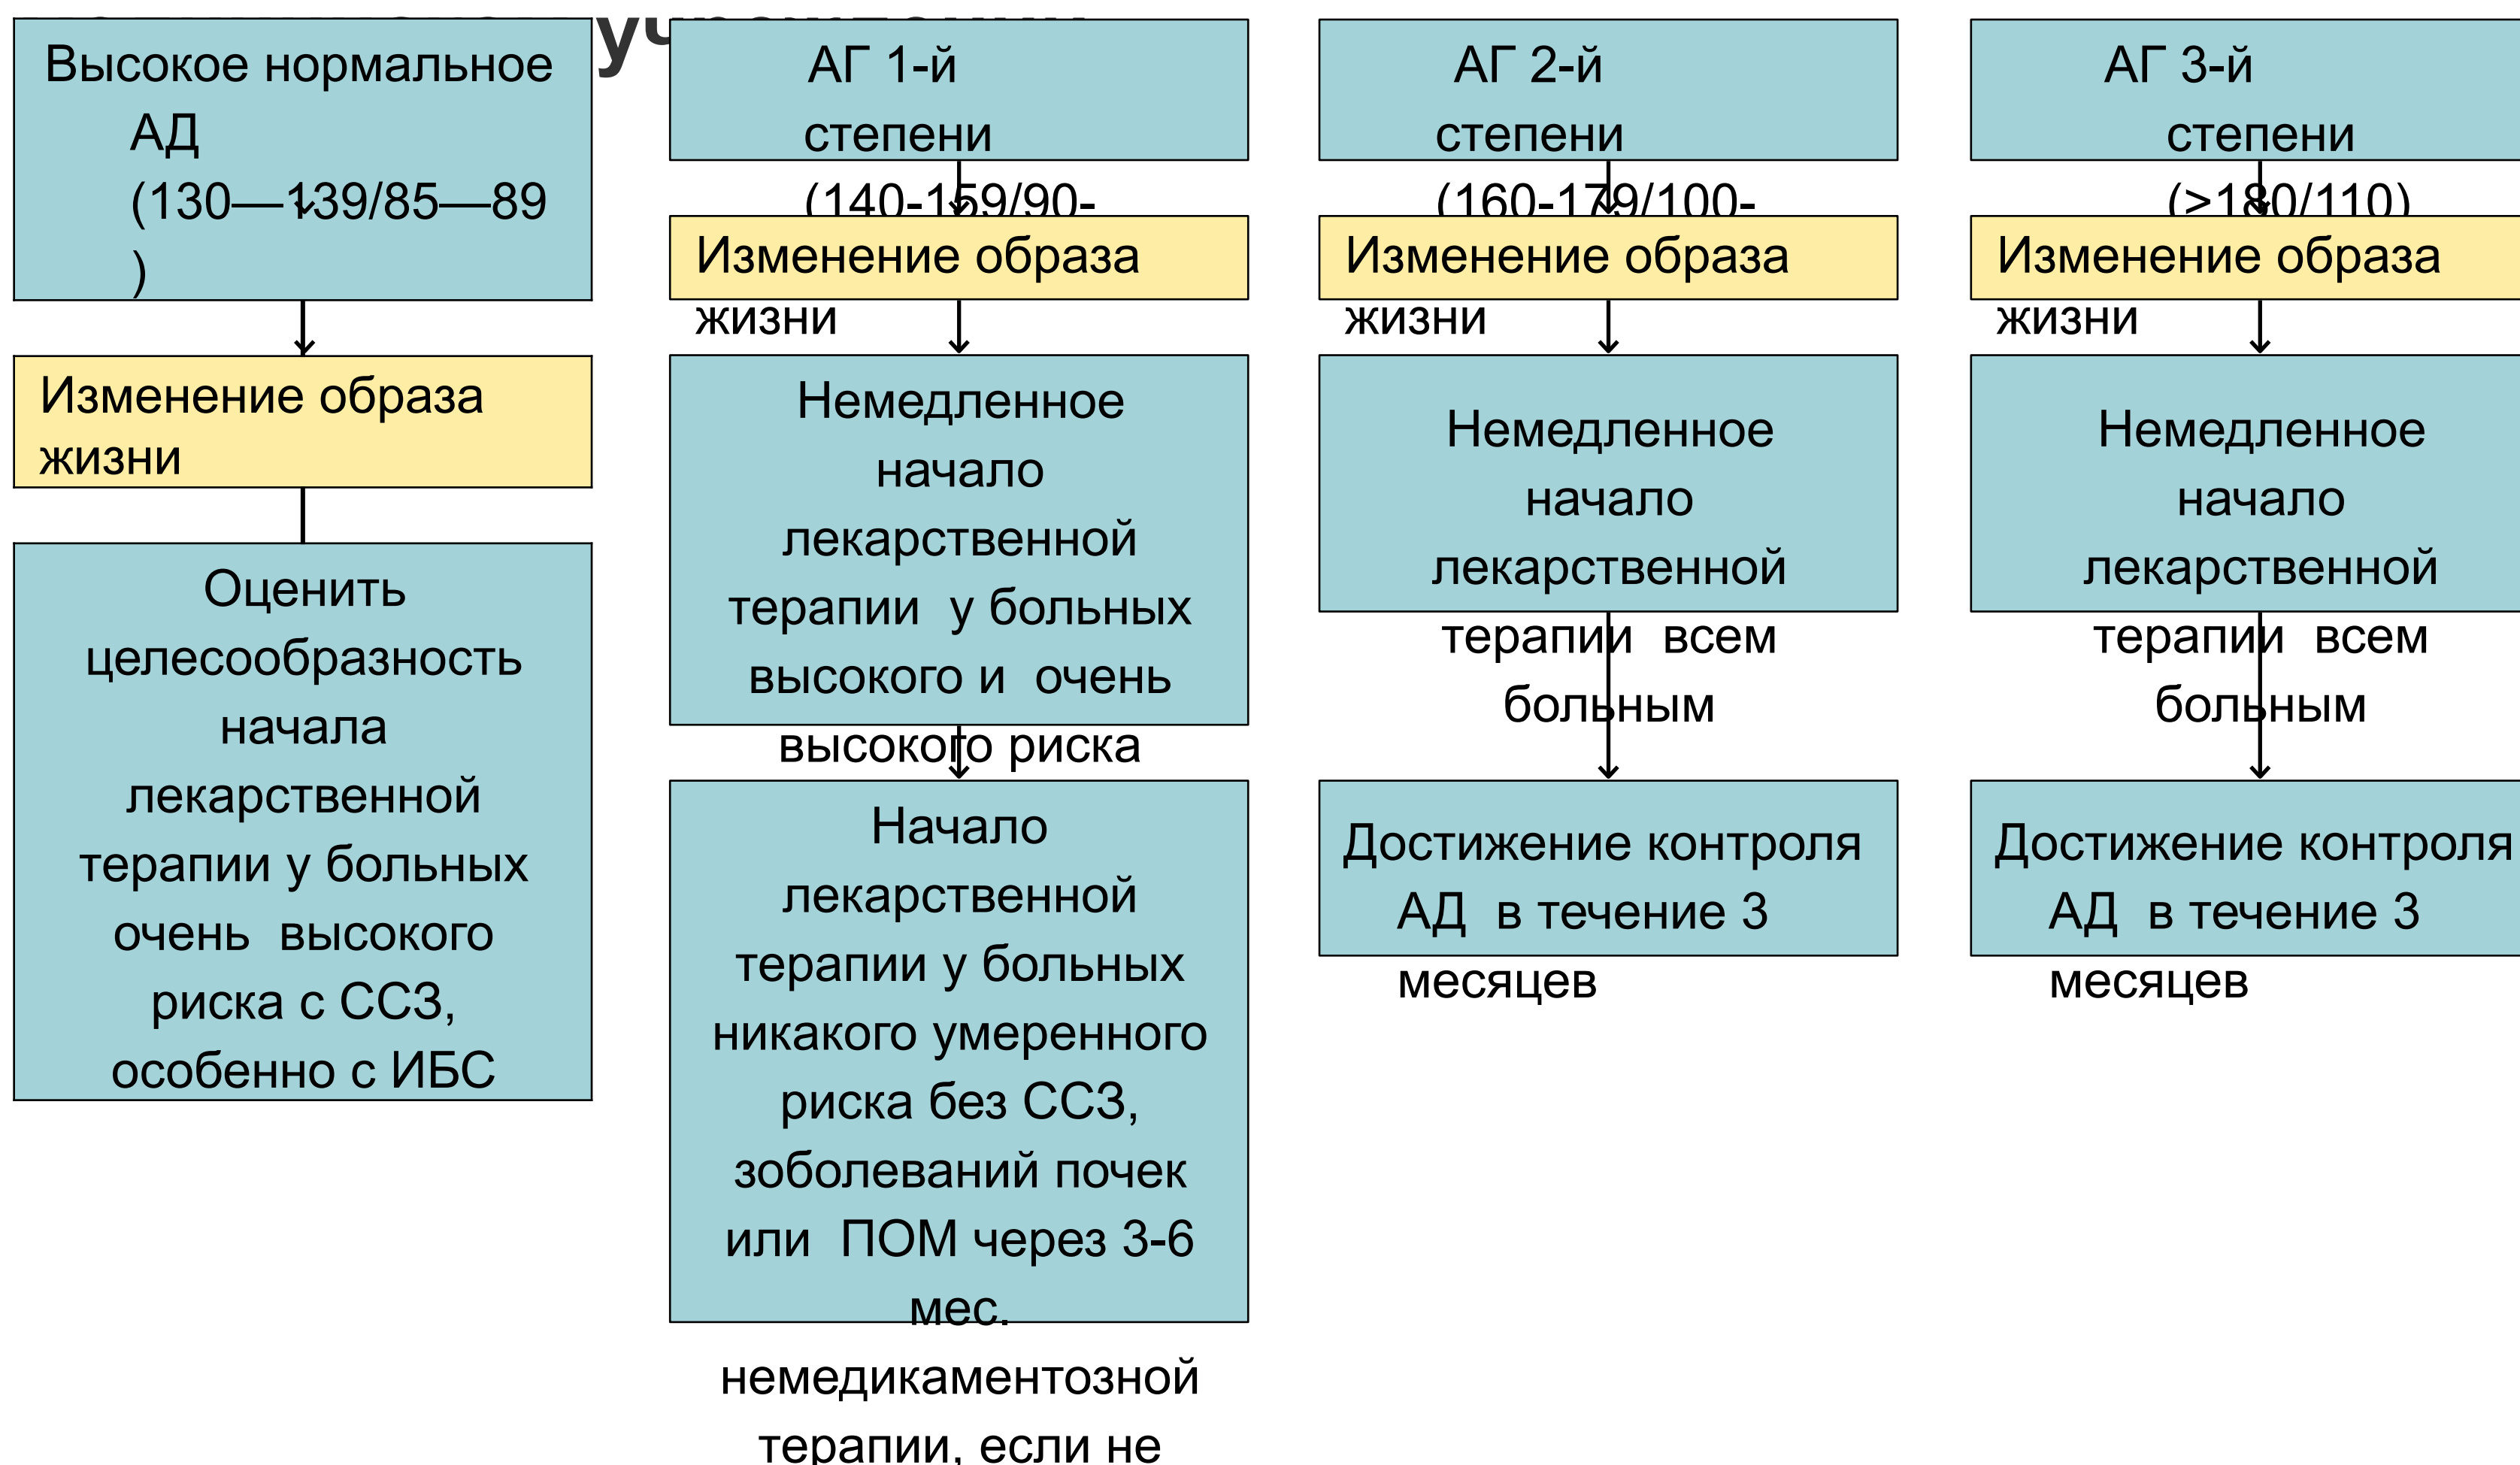 Высокое нормальное
АД
(130—139/85—89
)
Изменение образа
жизни
Оценить
целесообразность
начала
лекарственной
терапии у больных
очень высокого
риска с ССЗ,
особенно с ИБС
АГ 1-й
степени
(140-159/90-
Изменение образа
жизни
Немедленное
начало
лекарственной
терапии у больных
высокого и очень
высокого риска
Начало
лекарственной
терапии у больных
никакого умеренного
риска без ССЗ,
зоболеваний почек
или ПОМ через 3-6
мес.
немедикаментозной
терапии, если не
АГ 2-й
степени
(160-179/100-
Изменение образа
жизни
Немедленное
начало
лекарственной
терапии всем
больным
Достижение контроля
АД в течение 3
месяцев
АГ 3-й
степени
(>180/110)
Изменение образа
жизни
Немедленное
начало
лекарственной
терапии всем
больным
Достижение контроля
АД в течение 3
месяцев